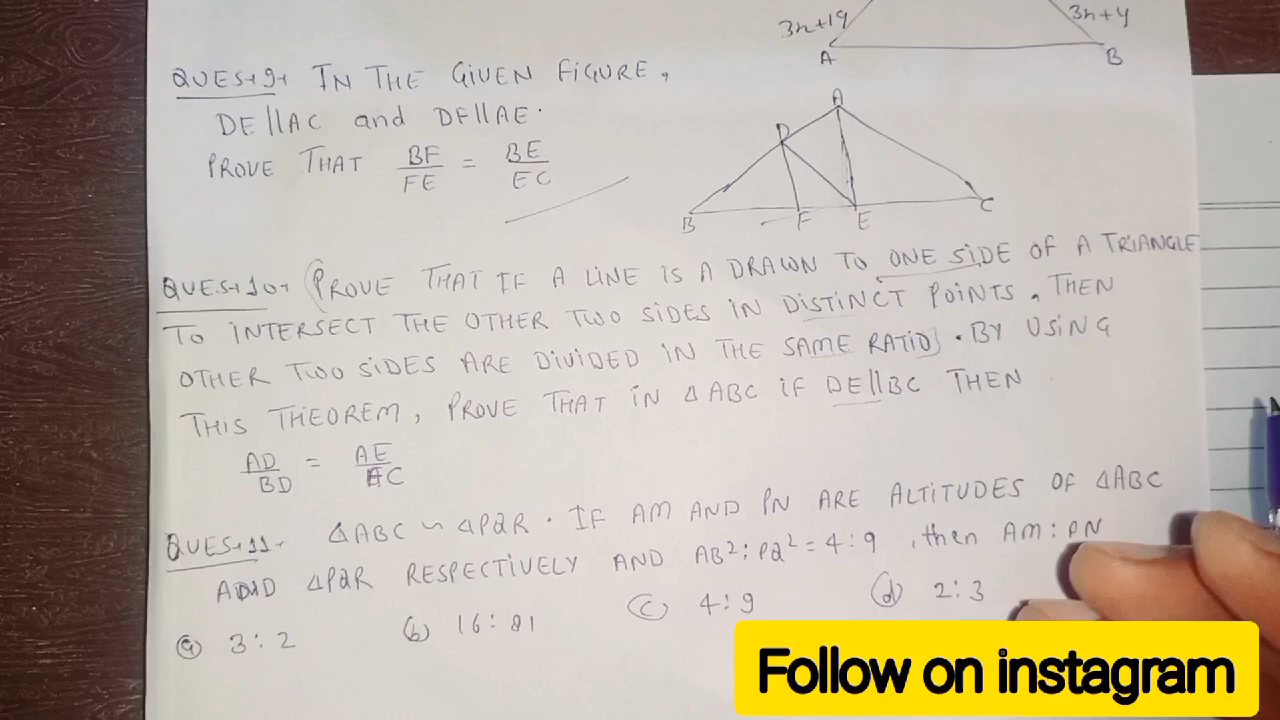 3x+19
3x+4
A
B
QUES+9+ IN THE GIVEN FIGURE,
DE||AC and DF||AE.
PROVE THAT BF/FE = BE/EC
A
D
B F E C
QUES+10+ (PROVE THAT IF A LINE IS A DRAWN TO ONE SIDE OF A TRIANGLE
TO INTERSECT THE OTHER TWO SIDES IN DISTINCT POINTS. THEN
OTHER TWO SIDES ARE DIVIDED IN THE SAME RATIO). BY USING
THIS THEOREM, PROVE THAT IN △ABC IF DE||BC THEN
AD/BD = AE/EC
QUES+11+ △ABC ~ △PQR. IF AM AND PN ARE ALTITUDES OF △ABC
AND △PQR RESPECTIVELY AND AB²:PQ² = 4:9, then AM:PN
(a) 3:2 (b) 16:81 (c) 4:9 (d) 2:3
Follow on instagram